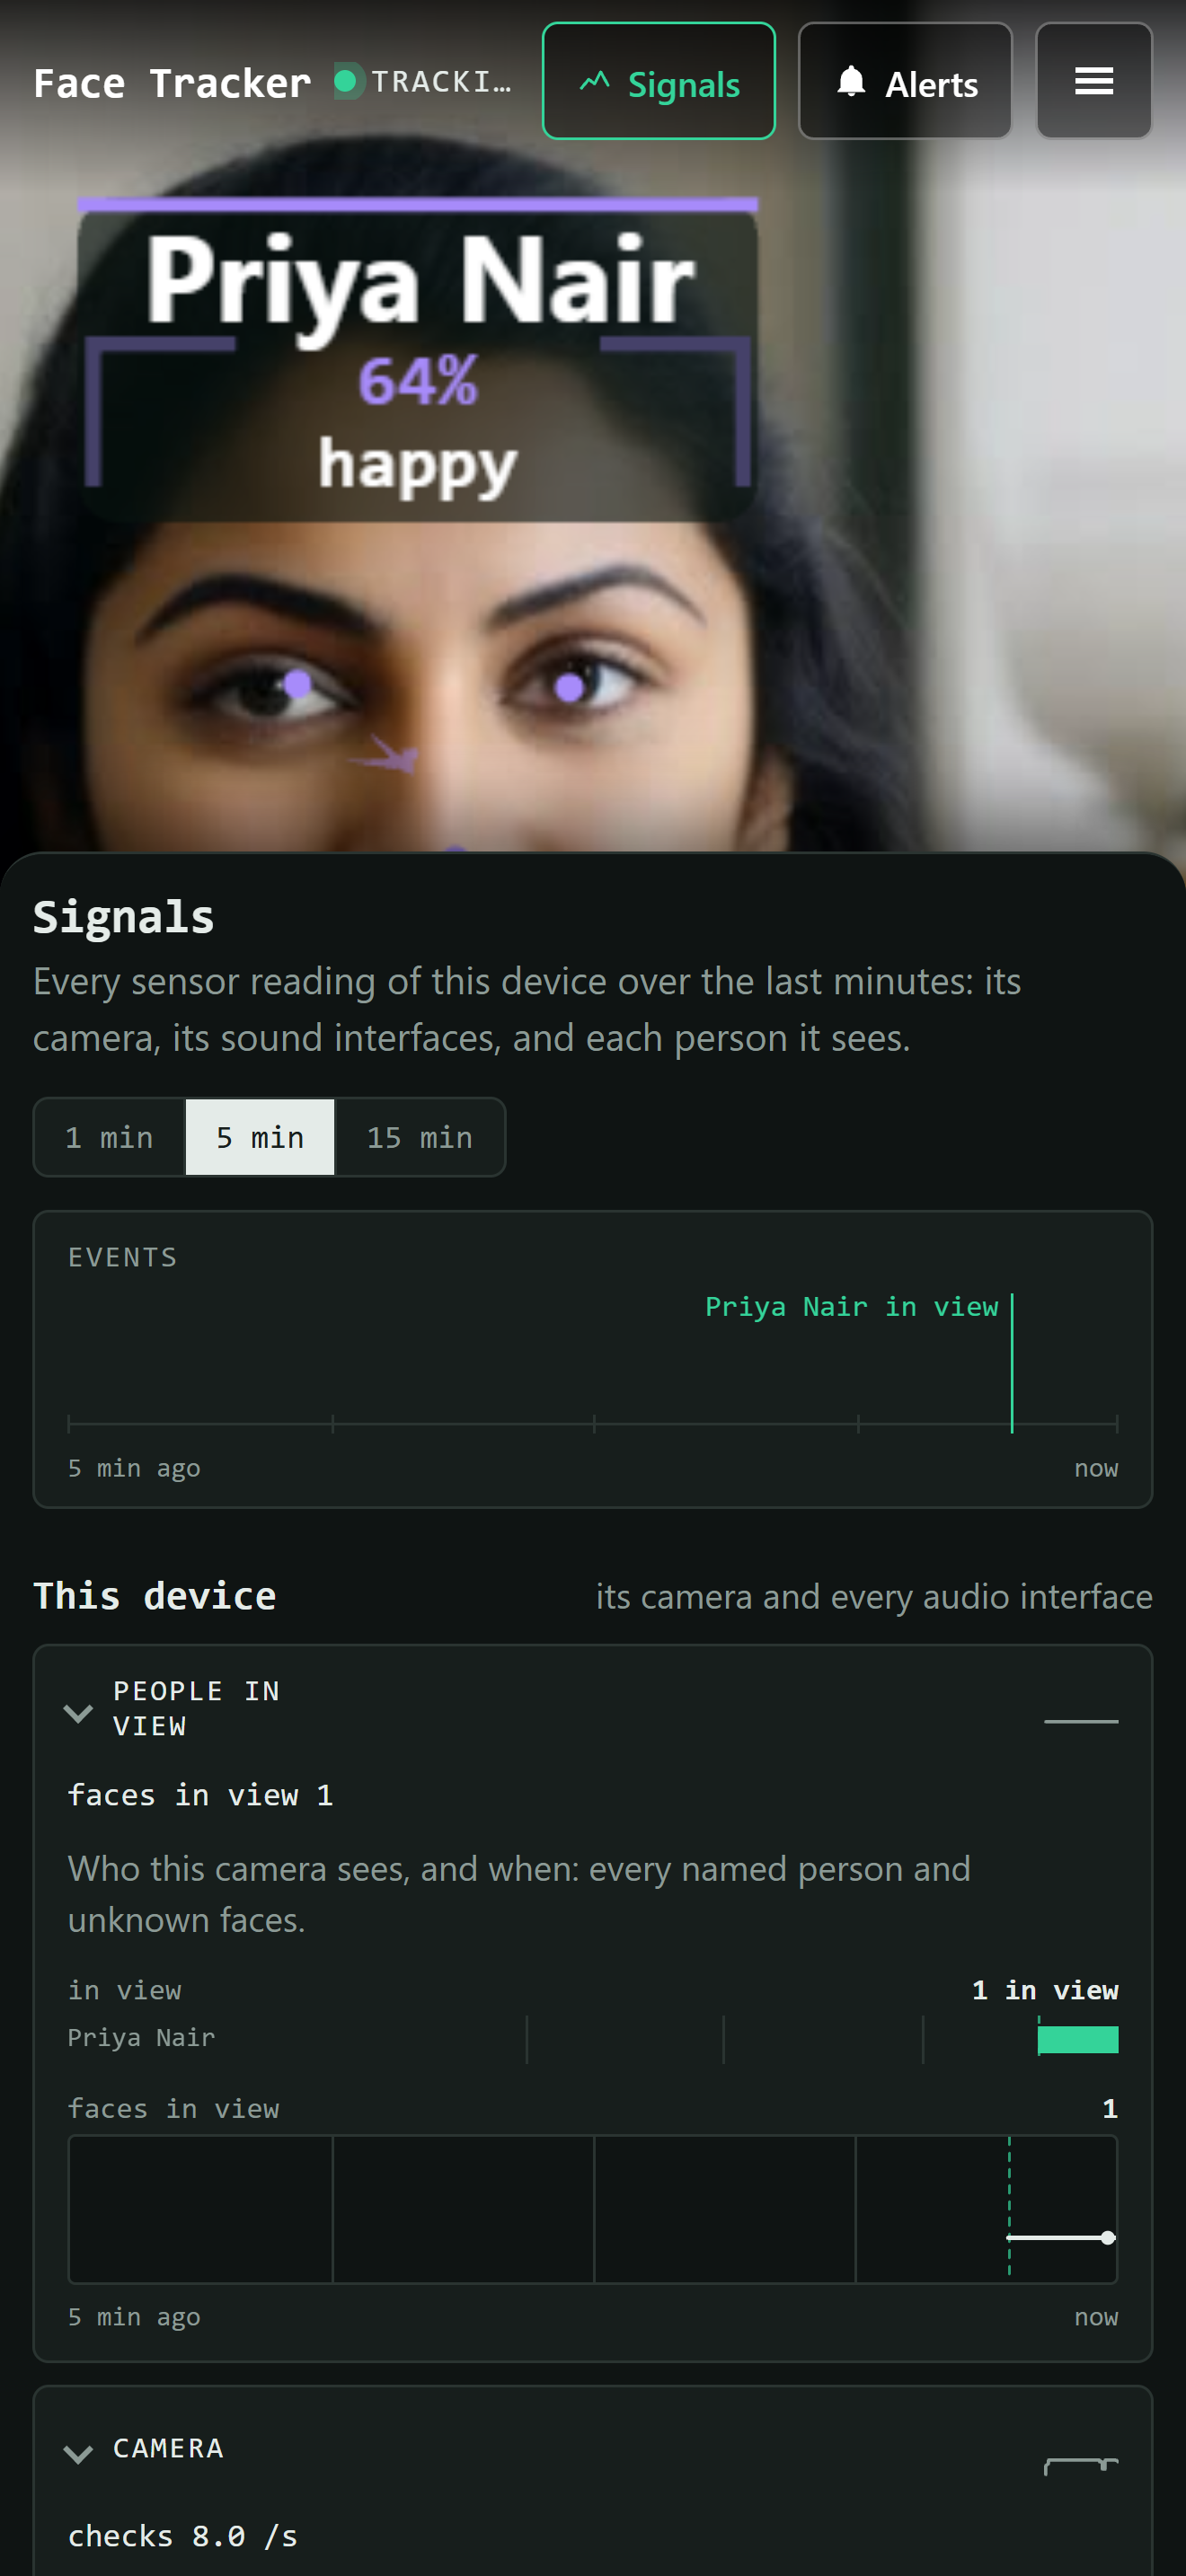 Face Tracker
TRACKI…
Signals
Alerts
Priya Nair
64%
happy
Signals
Every sensor reading of this device over the last minutes: its
camera, its sound interfaces, and each person it sees.
1 min
5 min
15 min
EVENTS
Priya Nair in view
5 min ago
now
This device
its camera and every audio interface
PEOPLE IN
VIEW
faces in view 1
Who this camera sees, and when: every named person and
unknown faces.
in view
1 in view
Priya Nair
faces in view
1
5 min ago
now
CAMERA
checks 8.0 /s